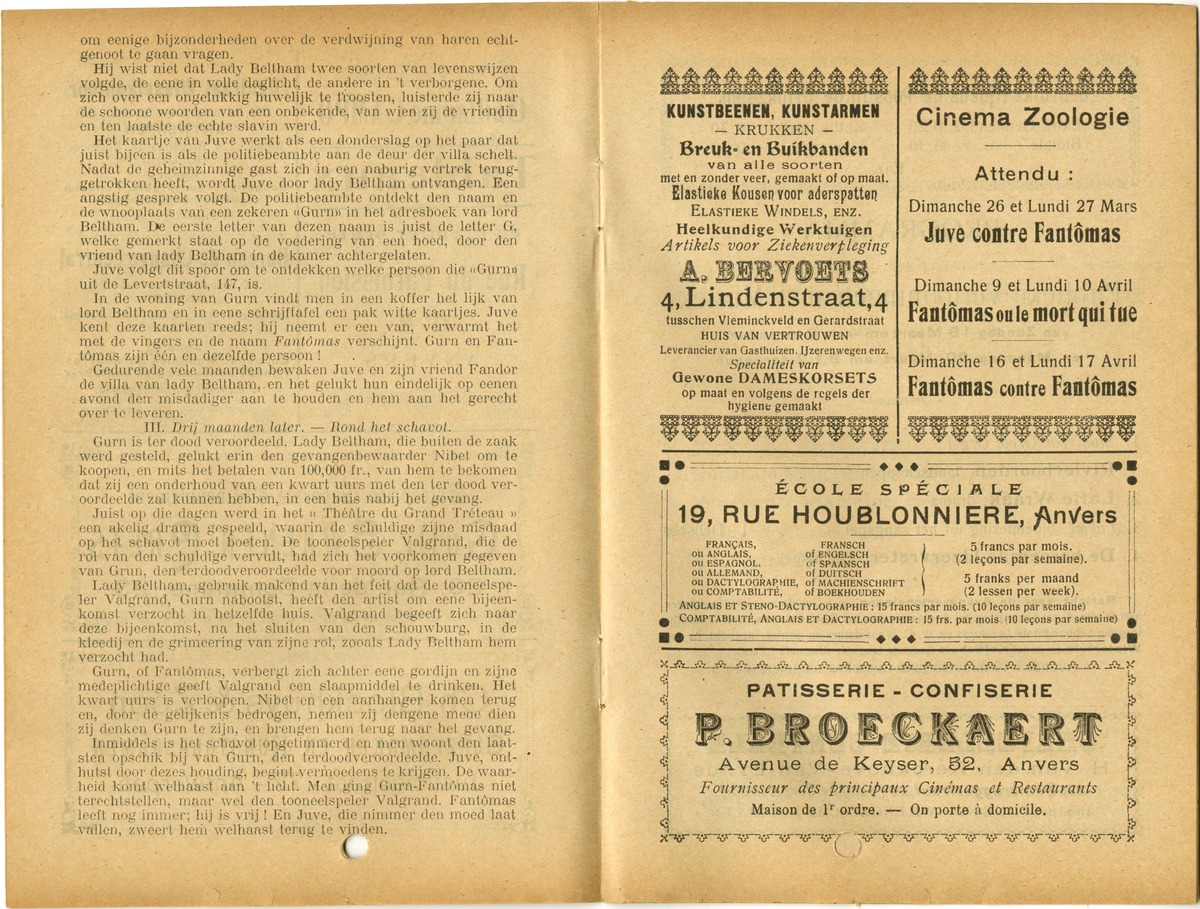 om eenige bijzonderheden over de verdwijning van haren echt-
genoot te gaan vragen.
Hij wist niet dat Lady Beltham twee soorten van levenswijzen
volgde, de eene in volle daglicht, de andere in 't verborgene. Om
zich over een ongelukkig huwelijk te troosten, luisterde zij naar
de schoone woorden van een onbekende, van wien zij de vriendin
en ten laatste de echte slavin werd.
Het kaartje van Juve werkt als een donderslag op het paar dat
juist bijeen is als de politiebeambte aan de deur der villa schelt.
Nadat de geheimzinnige gast zich in een naburig vertrek terug-
getrokken heeft, wordt Juve door lady Beltham ontvangen. Een
angstig gesprek volgt. De politiebeambte ontdekt den naam en
de wnooplaats van een zekeren «Gurn» in het adresboek van lord
Beltham. De eerste letter van dezen naam is juist de letter G,
welke gemerkt staat op de voedering van een hoed, door den
vriend van lady Beltham in de kamer achtergelaten.
Juve volgt dit spoor om te ontdekken welke persoon die «Gurn»
uit de Levertstraat, 147, is.
In de woning van Gurn vindt men in een koffer het lijk van
lord Beltham en in eene schrijftafel een pak witte kaartjes. Juve
kent deze kaarten reeds; hij neemt er een van, verwarmt het
met de vingers en de naam Fantômas verschijnt. Gurn en Fan-
tômas zijn één en dezelfde persoon !
Gedurende vele maanden bewaken Juve en zijn vriend Fandor
de villa van lady Beltham, en het gelukt hun eindelijk op eenen
avond den misdadiger aan te houden en hem aan het gerecht
over te leveren.
III. Drij maanden later. — Rond het schavot.
Gurn is ter dood veroordeeld. Lady Beltham, die buiten de zaak
werd gesteld, gelukt erin den gevangenbewaarder Nibet om te
koopen, en mits het betalen van 100,000 fr., van hem te bekomen
dat zij een onderhoud van een kwart uurs met den ter dood ver-
oordeelde zal kunnen hebben, in een huis nabij het gevang.
Juist op die dagen werd in het « Théâtre du Grand Tréteau »
een akelig drama gespeeld, waarin de schuldige zijne misdaad
op het schavot moet boeten. De tooneelspeler Valgrand, die de
rol van den schuldige vervult, had zich het voorkomen gegeven
van Grun, den terdoodveroordeelde voor moord op lord Beltham.
Lady Beltham, gebruik makend van het feit dat de tooneelspe-
ler Valgrand, Gurn nabootst, heeft den artist om eene bijeen-
komst verzocht in hetzelfde huis. Valgrand begeeft zich naar
deze bijeenkomst, na het sluiten van den schouwburg, in de
kleedij en de grimeering van zijne rol, zooals Lady Beltham hem
verzocht had.
Gurn, of Fantômas, verbergt zich achter eene gordijn en zijne
medeplichtige geeft Valgrand een slaapmiddel te drinken. Het
kwart uurs is verloopen. Nibet en een aanhanger komen terug
en, door de gelijkenis bedrogen, nemen zij dengene mede dien
zij denken Gurn te zijn, en brengen hem terug naar het gevang.
Inmiddels is het schavot opgetimmerd en men woont den laat-
sten opschik bij van Gurn, den terdoodveroordeelde. Juve, ont-
hutst door dezes houding, begint vermoedens te krijgen. De waar-
heid komt welhaast aan 't licht. Men ging Gurn-Fantômas niet
terechtstellen, maar wel den tooneelspeler Valgrand. Fantômas
leeft nog immer; hij is vrij ! En Juve, die nimmer den moed laat
vallen, zweert hem welhaast terug te vinden.
KUNSTBEENEN, KUNSTARMEN
— KRUKKEN —
Breuk- en Buikbanden
van alle soorten
met en zonder veer, gemaakt of op maat.
Elastieke Kousen voor aderspatten
ELASTIEKE WINDELS, ENZ.
Heelkundige Werktuigen
Artikels voor Ziekenverpleging
A. BERVOETS
4, Lindenstraat, 4
tusschen Vleminckveld en Gerardstraat
HUIS VAN VERTROUWEN
Leverancier van Gasthuizen. IJzerenwegen enz.
Specialiteit van
Gewone DAMESKORSETS
op maat en volgens de regels der
hygiene gemaakt
Cinema Zoologie
Attendu :
Dimanche 26 et Lundi 27 Mars
Juve contre Fantômas
Dimanche 9 et Lundi 10 Avril
Fantômas ou le mort qui tue
Dimanche 16 et Lundi 17 Avril
Fantômas contre Fantômas
ÉCOLE SPÉCIALE
19, RUE HOUBLONNIERE, Anvers
FRANÇAIS, FRANSCH
ou ANGLAIS, of ENGELSCH
ou ESPAGNOL, of SPAANSCH
ou ALLEMAND, of DUITSCH
ou DACTYLOGRAPHIE, of MACHIENSCHRIFT
ou COMPTABILITÉ, of BOEKHOUDEN
5 francs par mois.
(2 leçons par semaine).
5 franks per maand
(2 lessen per week).
ANGLAIS ET STENO-DACTYLOGRAPHIE : 15 francs par mois. (10 leçons par semaine)
COMPTABILITÉ, ANGLAIS ET DACTYLOGRAPHIE : 15 frs. par mois (10 leçons par semaine)
PATISSERIE - CONFISERIE
P. BROECKAERT
Avenue de Keyser, 52, Anvers
Fournisseur des principaux Cinémas et Restaurants
Maison de 1r ordre. — On porte à domicile.